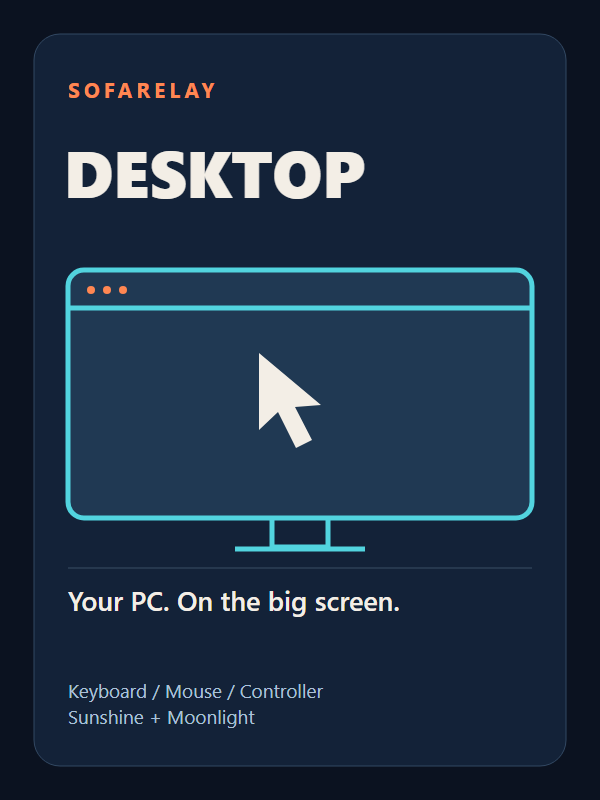 SOFARELAY
DESKTOP
Your PC. On the big screen.
Keyboard / Mouse / Controller
Sunshine + Moonlight